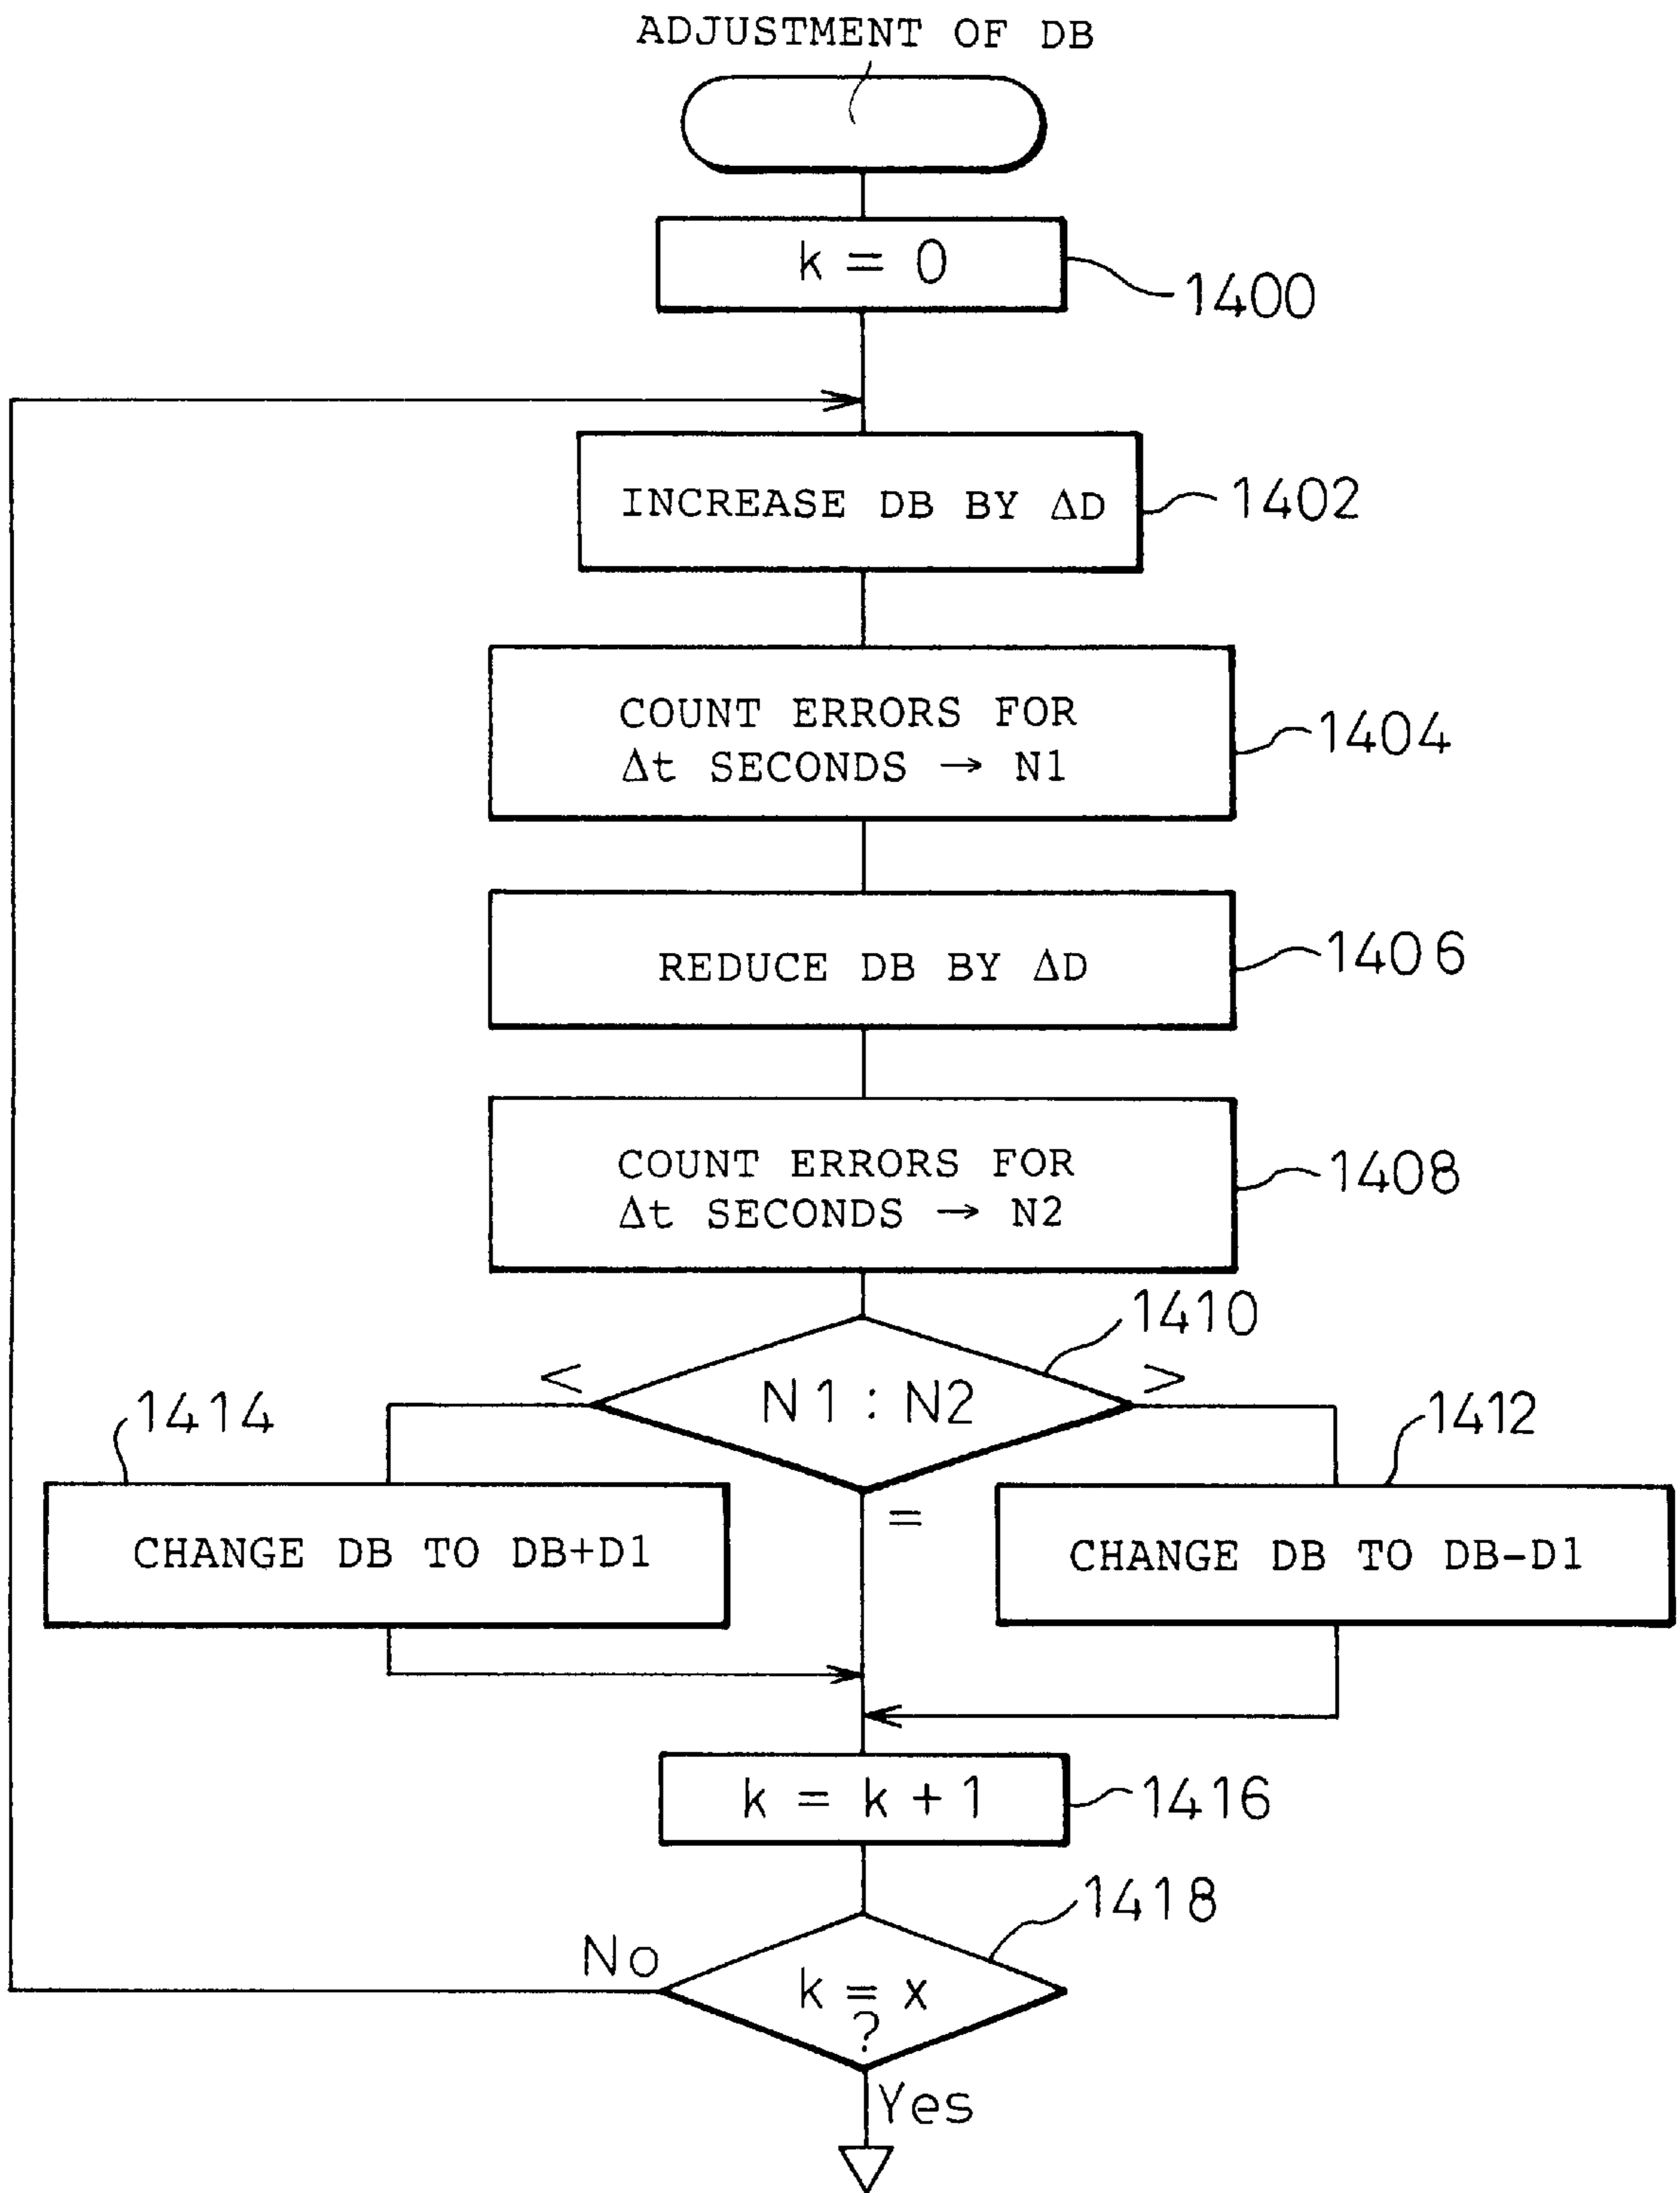 ADJUSTMENT OF DB
k = 0
1400
INCREASE DB BY ΔD
1402
COUNT ERRORS FOR
Δt SECONDS → N1
1404
REDUCE DB BY ΔD
1406
COUNT ERRORS FOR
Δt SECONDS → N2
1408
1410
<
N1 : N2
>
1414
1412
=
CHANGE DB TO DB+D1
CHANGE DB TO DB-D1
k = k + 1
1416
1418
No
k = x
?
Yes